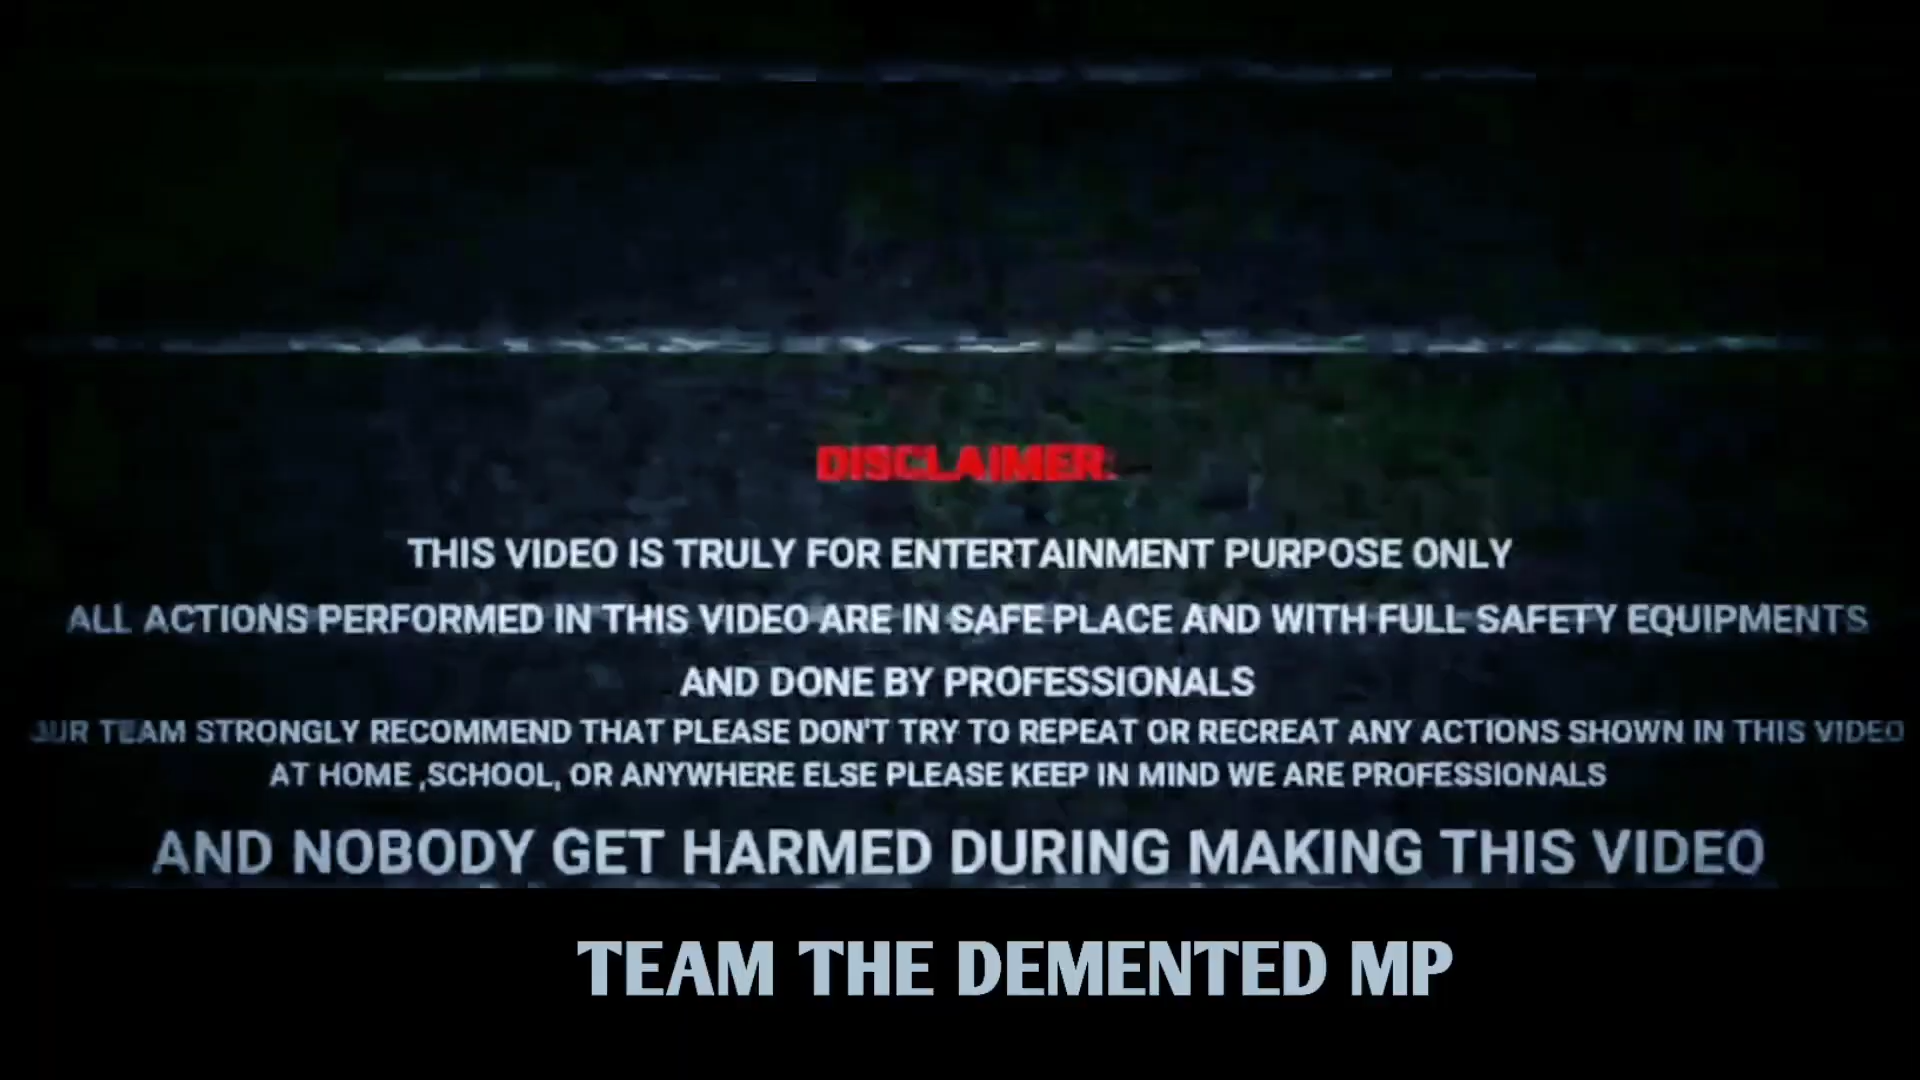 DISCLAIMER:
THIS VIDEO IS TRULY FOR ENTERTAINMENT PURPOSE ONLY
ALL ACTIONS PERFORMED IN THIS VIDEO ARE IN SAFE PLACE AND WITH FULL SAFETY EQUIPMENTS
AND DONE BY PROFESSIONALS
OUR TEAM STRONGLY RECOMMEND THAT PLEASE DON'T TRY TO REPEAT OR RECREAT ANY ACTIONS SHOWN IN THIS VIDEO
AT HOME ,SCHOOL, OR ANYWHERE ELSE PLEASE KEEP IN MIND WE ARE PROFESSIONALS
AND NOBODY GET HARMED DURING MAKING THIS VIDEO
TEAM THE DEMENTED MP